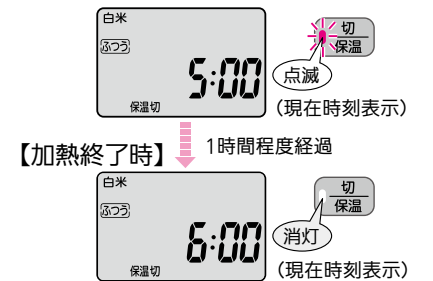 白米
ふつう
5:00
保温切
切
保温
点滅
(現在時刻表示)
1時間程度経過
【加熱終了時】
白米
ふつう
6:00
保温切
切
保温
消灯
(現在時刻表示)